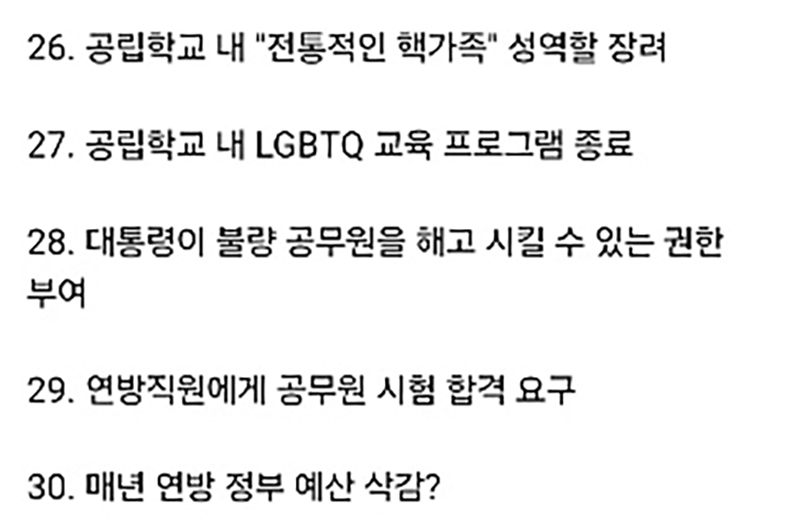 26. 공립학교 내 "전통적인 핵가족" 성역할 장려
27. 공립학교 내 LGBTQ 교육 프로그램 종료
28. 대통령이 불량 공무원을 해고 시킬 수 있는 권한
부여
29. 연방직원에게 공무원 시험 합격 요구
30. 매년 연방 정부 예산 삭감?